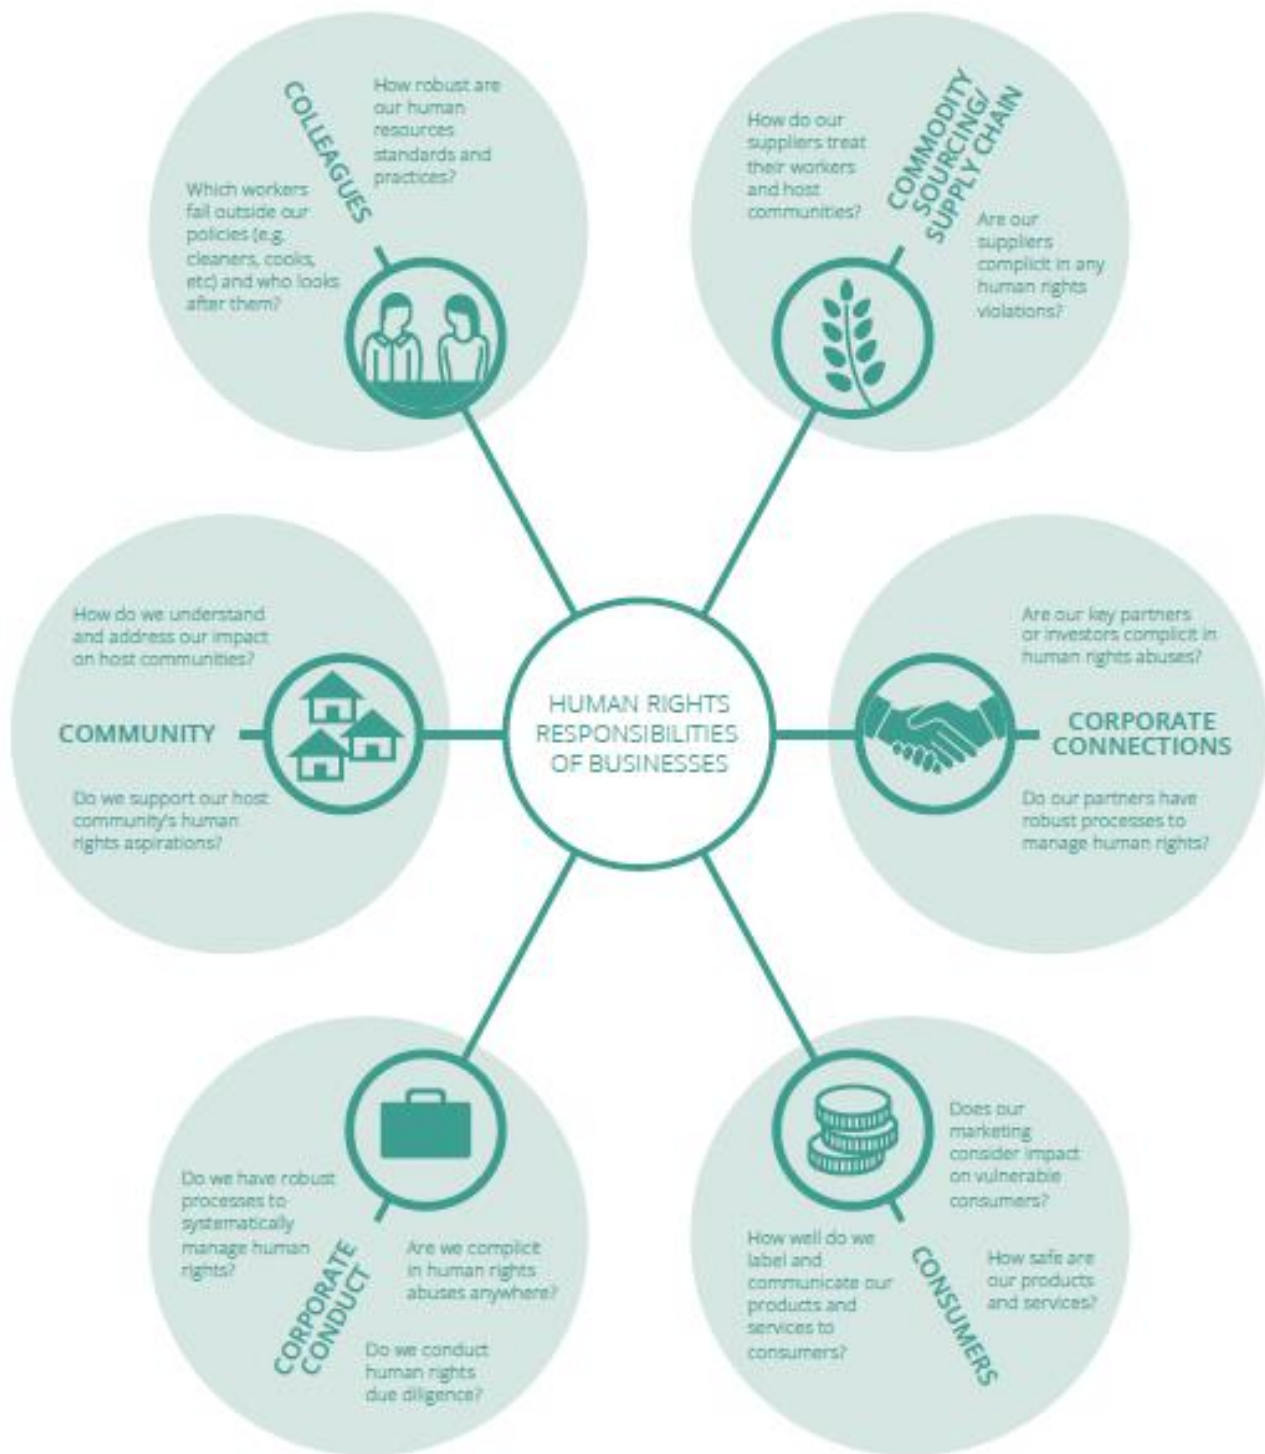 COLLEAGUES
How robust are
our human
resources
standards and
practices?
Which workers
fall outside our
policies (e.g.
cleaners, cooks,
etc) and who looks
after them?
COMMODITY
SOURCING/
SUPPLY CHAIN
How do our
suppliers treat
their workers
and host
communities?
Are our
suppliers
complicit in any
human rights
violations?
How do we understand
and address our impact
on host communities?
COMMUNITY
Do we support our host
community's human
rights aspirations?
HUMAN RIGHTS
RESPONSIBILITIES
OF BUSINESSES
Are our key partners
or investors complicit in
human rights abuses?
CORPORATE
CONNECTIONS
Do our partners have
robust processes to
manage human rights?
Do we have robust
processes to
systematically
manage human
rights?
CORPORATE
CONDUCT
Are we complicit
in human rights
abuses anywhere?
Do we conduct
human rights
due diligence?
Does our
marketing
consider impact
on vulnerable
consumers?
How well do we
label and
communicate our
products and
services to
consumers?
CONSUMERS
How safe are
our products
and services?